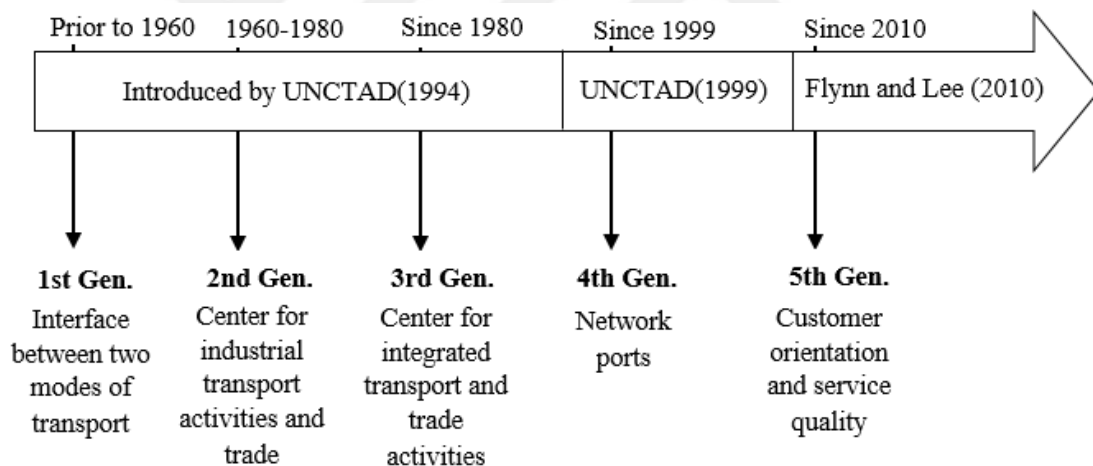 Prior to 1960
1960-1980
Since 1980
Since 1999
Since 2010
Introduced by UNCTAD(1994)
UNCTAD(1999)
Flynn and Lee (2010)
1st Gen.
Interface
between two
modes of
transport
2nd Gen.
Center for
industrial
transport
activities and
trade
3rd Gen.
Center for
integrated
transport and
trade
activities
4th Gen.
Network
ports
5th Gen.
Customer
orientation
and service
quality